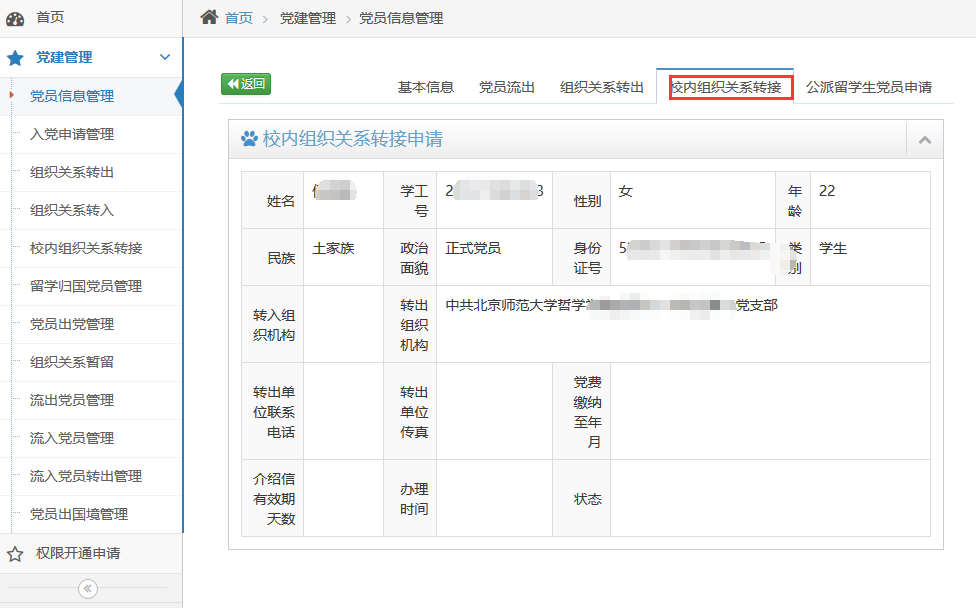 首页
党建管理
党员信息管理
入党申请管理
组织关系转出
组织关系转入
校内组织关系转接
留学归国党员管理
党员出党管理
组织关系暂留
流出党员管理
流入党员管理
流入党员转出管理
党员出国境管理
权限开通申请
首页 党建管理 党员信息管理
返回 基本信息 党员流出 组织关系转出 校内组织关系转接 公派留学生党员申请
校内组织关系转接申请
姓名
学工
号
2 3
性别
女
年
龄
22
民族
土家族
政治
面貌
正式党员
身份
证号
5
类
别
学生
转入组
织机构
转出
组织
机构
中共北京师范大学哲学 党支部
转出单
位联系
电话
转出
单位
传真
党费
缴纳
至年
月
介绍信
有效期
天数
办理
时间
状态